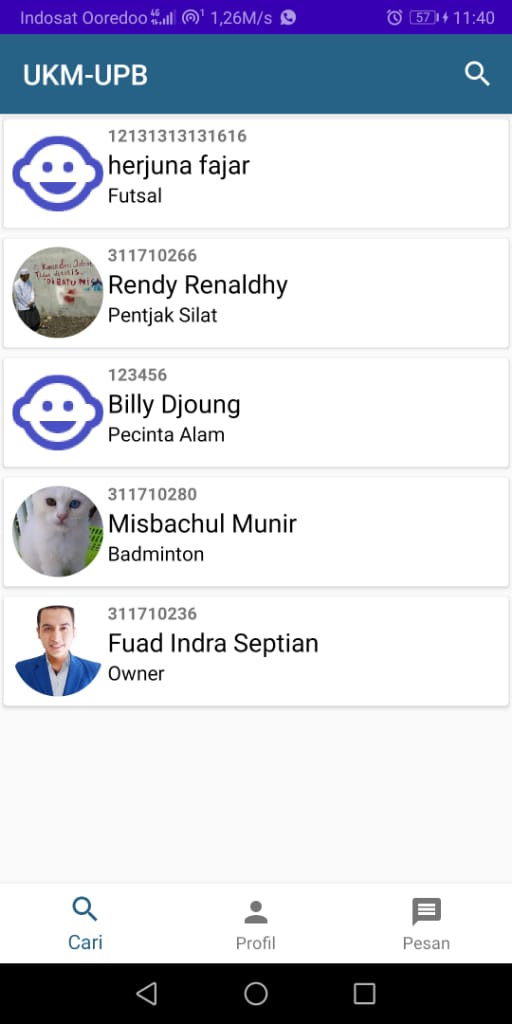 Indosat Ooredoo 4G 1,26M/s 57 11:40
UKM-UPB
12131313131616
herjuna fajar
Futsal
311710266
Rendy Renaldhy
Pentjak Silat
123456
Billy Djoung
Pecinta Alam
311710280
Misbachul Munir
Badminton
311710236
Fuad Indra Septian
Owner
Cari
Profil
Pesan